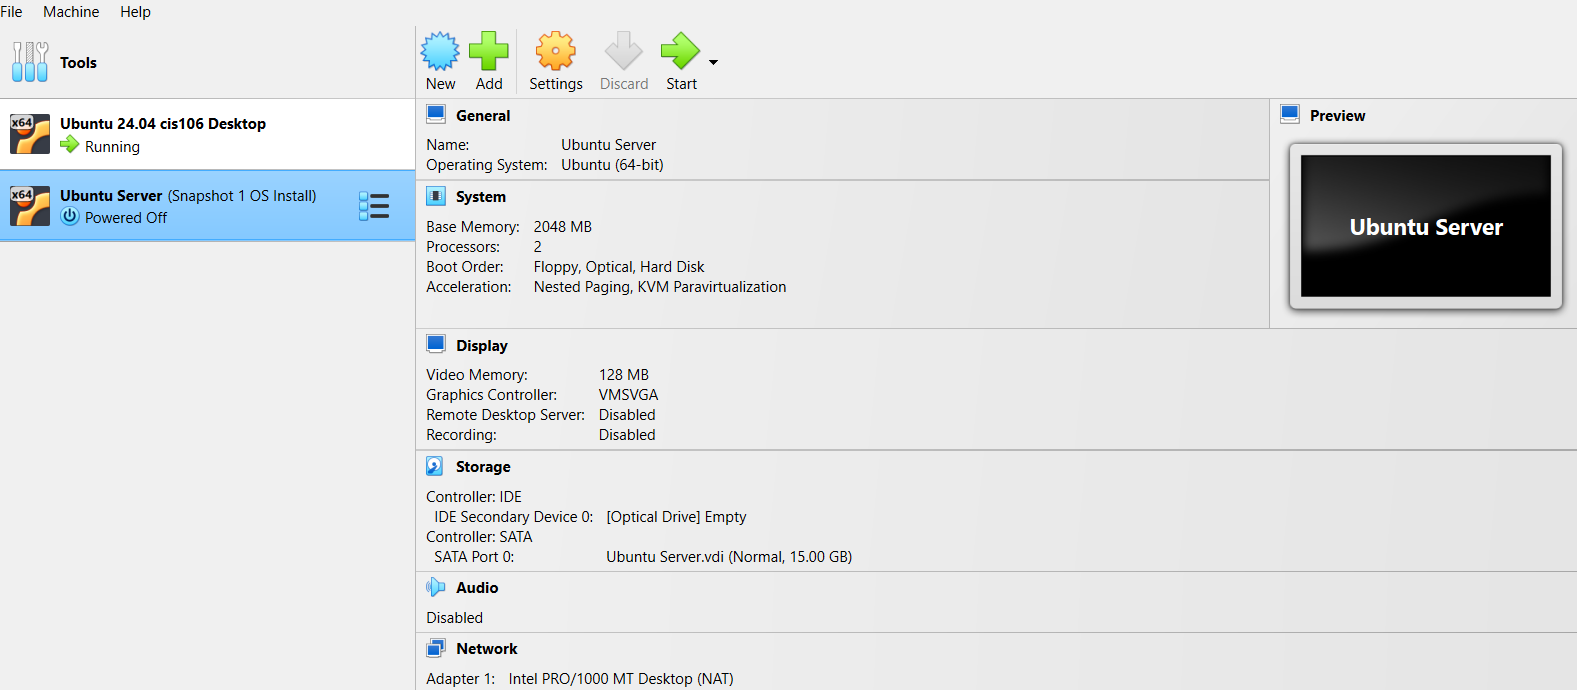 File Machine Help
Tools
New Add Settings Discard Start
x64 Ubuntu 24.04 cis106 Desktop
Running
x64 Ubuntu Server (Snapshot 1 OS Install)
Powered Off
General
Name: Ubuntu Server
Operating System: Ubuntu (64-bit)
System
Base Memory: 2048 MB
Processors: 2
Boot Order: Floppy, Optical, Hard Disk
Acceleration: Nested Paging, KVM Paravirtualization
Preview
Ubuntu Server
Display
Video Memory: 128 MB
Graphics Controller: VMSVGA
Remote Desktop Server: Disabled
Recording: Disabled
Storage
Controller: IDE
IDE Secondary Device 0: [Optical Drive] Empty
Controller: SATA
SATA Port 0: Ubuntu Server.vdi (Normal, 15.00 GB)
Audio
Disabled
Network
Adapter 1: Intel PRO/1000 MT Desktop (NAT)